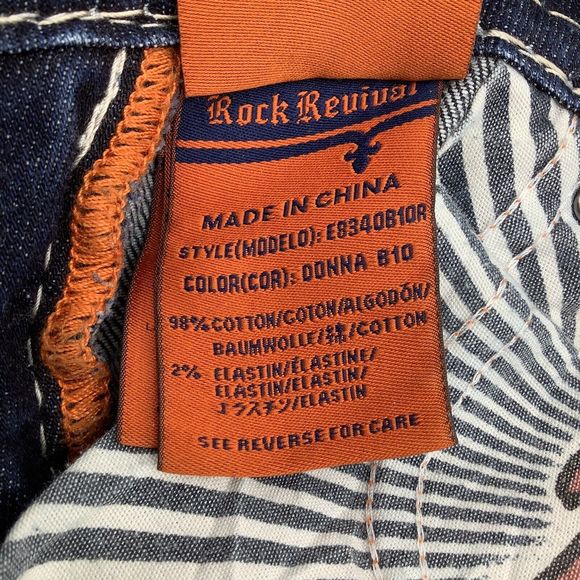 Rock Revival
MADE IN CHINA
STYLE(MODELO): E8340B10R
COLOR(COR): DONNA B10
98% COTTON/COTON/ALGODÓN/
BAUMWOLLE/綿/COTTON
2% ELASTIN/ÉLASTINE/
ELASTIN/ELASTIN/
エラスチン/ELASTIN
SEE REVERSE FOR CARE